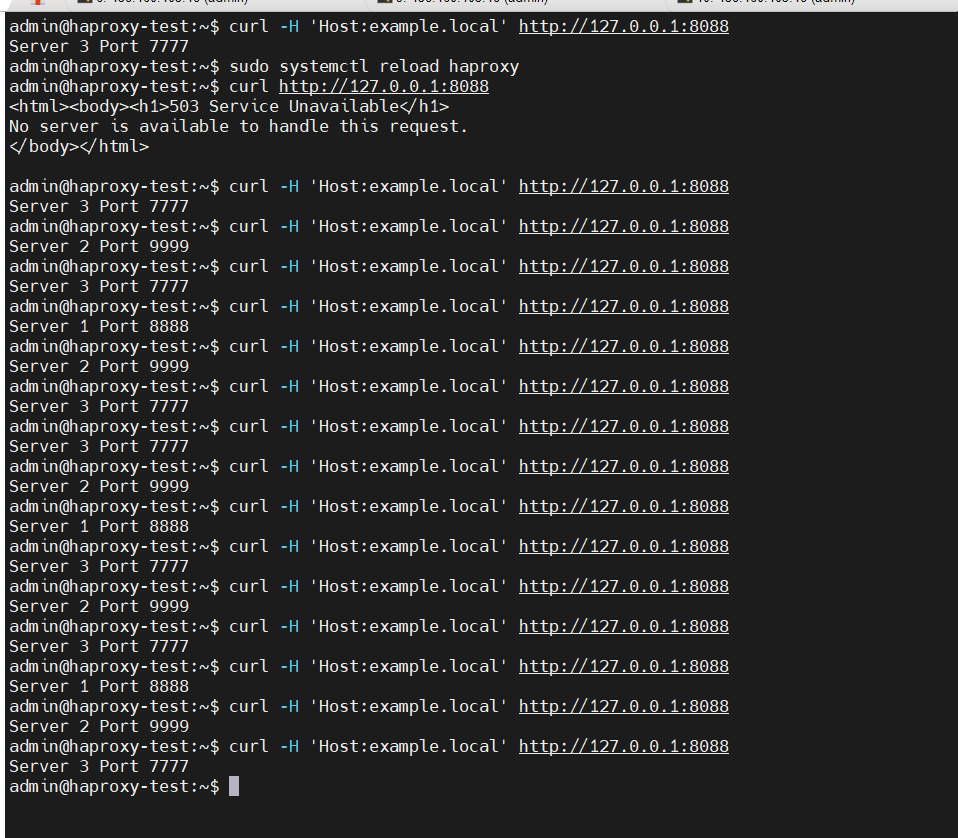 admin@haproxy-test:~$ curl -H 'Host:example.local' http://127.0.0.1:8088
Server 3 Port 7777
admin@haproxy-test:~$ sudo systemctl reload haproxy
admin@haproxy-test:~$ curl http://127.0.0.1:8088
<html><body><h1>503 Service Unavailable</h1>
No server is available to handle this request.
</body></html>
admin@haproxy-test:~$ curl -H 'Host:example.local' http://127.0.0.1:8088
Server 3 Port 7777
admin@haproxy-test:~$ curl -H 'Host:example.local' http://127.0.0.1:8088
Server 2 Port 9999
admin@haproxy-test:~$ curl -H 'Host:example.local' http://127.0.0.1:8088
Server 3 Port 7777
admin@haproxy-test:~$ curl -H 'Host:example.local' http://127.0.0.1:8088
Server 1 Port 8888
admin@haproxy-test:~$ curl -H 'Host:example.local' http://127.0.0.1:8088
Server 2 Port 9999
admin@haproxy-test:~$ curl -H 'Host:example.local' http://127.0.0.1:8088
Server 3 Port 7777
admin@haproxy-test:~$ curl -H 'Host:example.local' http://127.0.0.1:8088
Server 3 Port 7777
admin@haproxy-test:~$ curl -H 'Host:example.local' http://127.0.0.1:8088
Server 2 Port 9999
admin@haproxy-test:~$ curl -H 'Host:example.local' http://127.0.0.1:8088
Server 1 Port 8888
admin@haproxy-test:~$ curl -H 'Host:example.local' http://127.0.0.1:8088
Server 3 Port 7777
admin@haproxy-test:~$ curl -H 'Host:example.local' http://127.0.0.1:8088
Server 2 Port 9999
admin@haproxy-test:~$ curl -H 'Host:example.local' http://127.0.0.1:8088
Server 3 Port 7777
admin@haproxy-test:~$ curl -H 'Host:example.local' http://127.0.0.1:8088
Server 1 Port 8888
admin@haproxy-test:~$ curl -H 'Host:example.local' http://127.0.0.1:8088
Server 2 Port 9999
admin@haproxy-test:~$ curl -H 'Host:example.local' http://127.0.0.1:8088
Server 3 Port 7777
admin@haproxy-test:~$